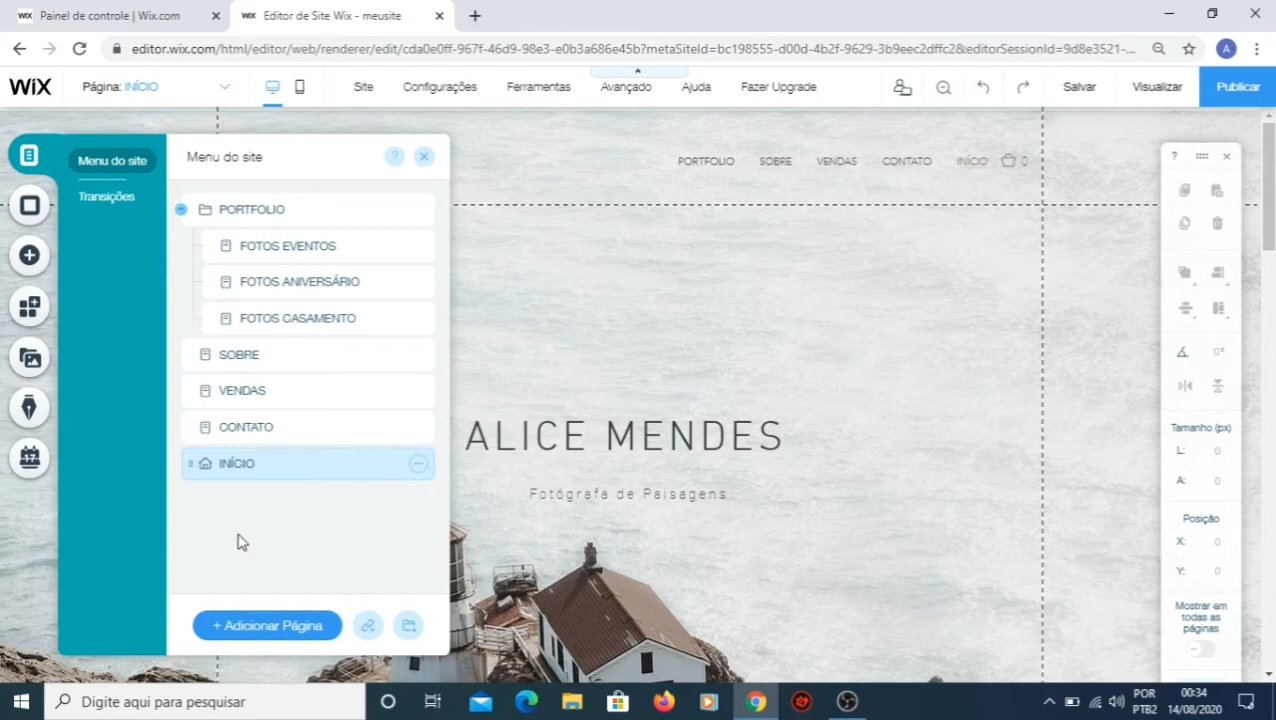 WiX Painel de controle | Wix.com
WiX Editor de Site Wix - meusite
editor.wix.com/html/editor/web/renderer/edit/cda0e0ff-967f-46d9-98e3-e0b3a686e45b?metaSiteId=bc198555-d00d-4b2f-9629-3b9eec2dffc2&editorSessionId=9d8e3521-...
A
WiX Página: INÍCIO Site Configurações Ferramentas Avançado Ajuda Fazer Upgrade Salvar Visualizar Publicar
Menu do site
Transições
Menu do site ?
PORTFOLIO
FOTOS EVENTOS
FOTOS ANIVERSÁRIO
FOTOS CASAMENTO
SOBRE
VENDAS
CONTATO
INÍCIO
+ Adicionar Página
PORTFOLIO SOBRE VENDAS CONTATO INÍCIO 0
ALICE MENDES
Fotógrafa de Paisagens
?
0°
Tamanho (px)
L: 0
A: 0
Posição
X: 0
Y: 0
Mostrar em
todas as
páginas
17
Digite aqui para pesquisar
POR
PTB2
00:34
14/08/2020